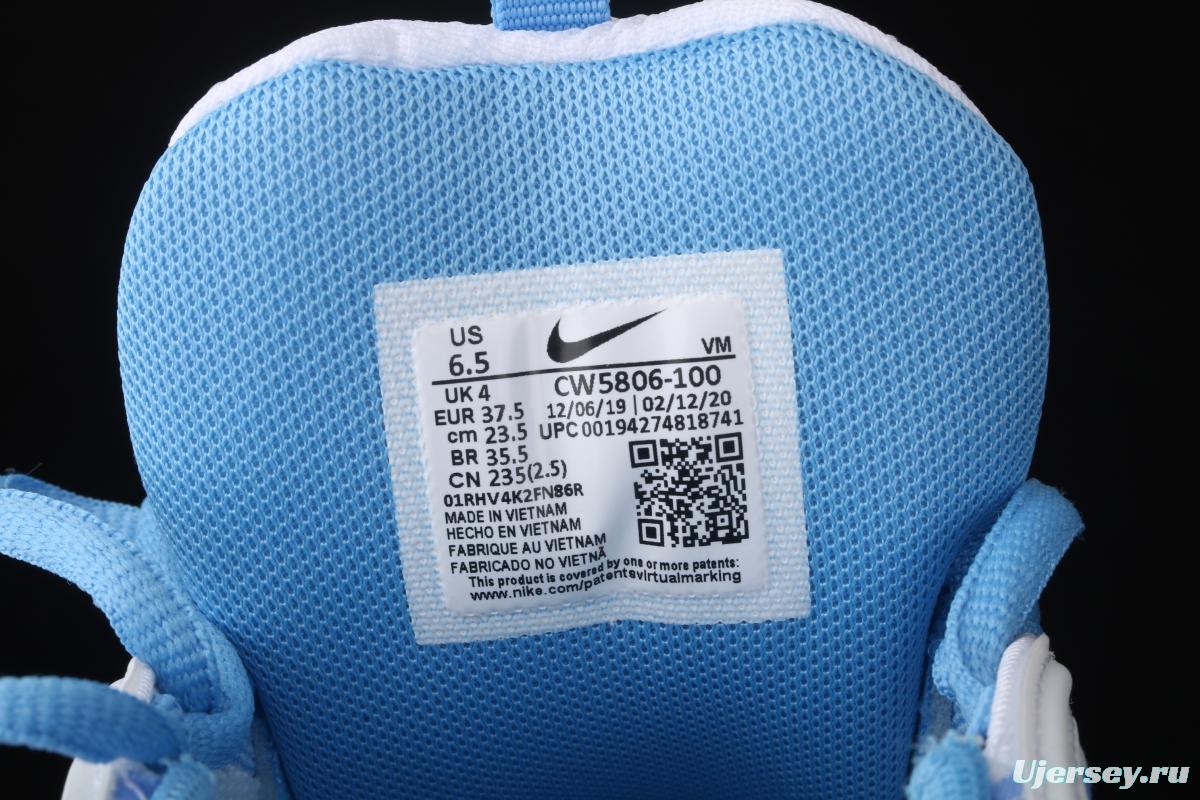 US
6.5
VM
UK 4
EUR 37.5
cm 23.5
BR 35.5
CN 235(2.5)
01RHV4K2FN86R
CW5806-100
12/06/19 | 02/12/20
UPC 00194274818741
MADE IN VIETNAM
HECHO EN VIETNAM
FABRIQUE AU VIETNAM
FABRICADO NO VIETNÃ
This product is covered by one or more patents:
www.nike.com/patentsvirtualmarking
Ujersey.ru